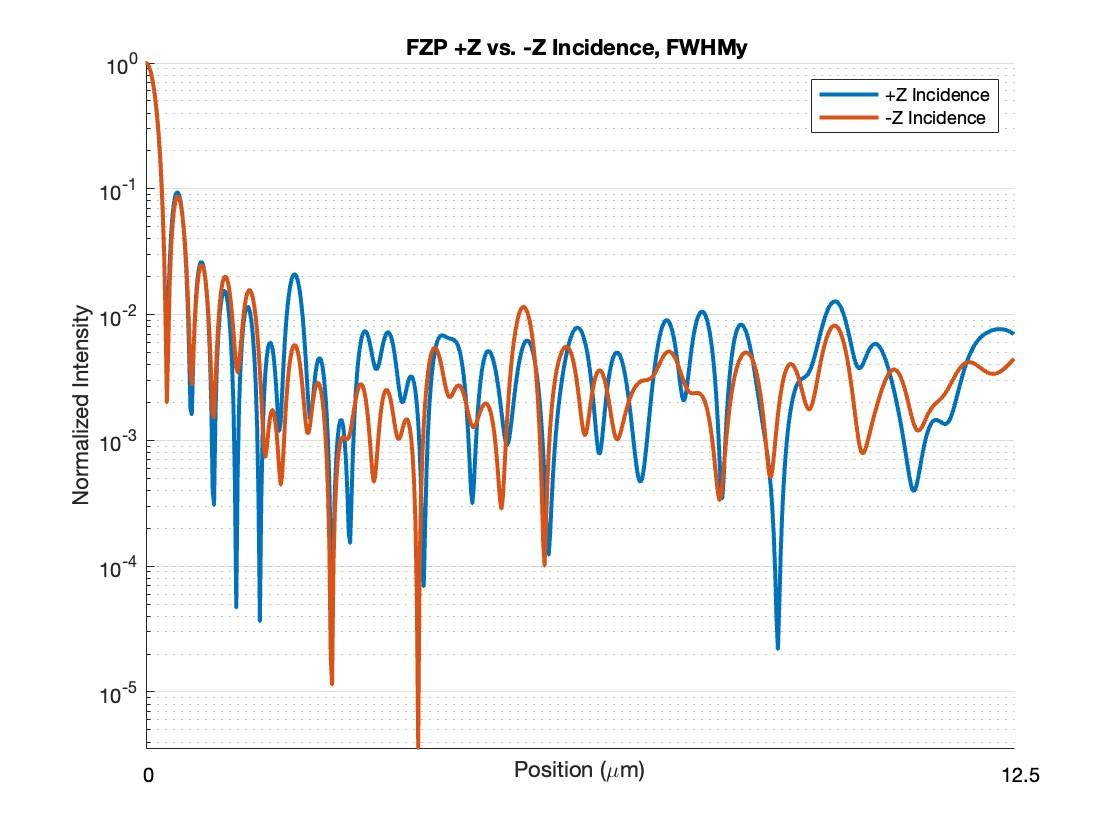 FZP +Z vs. -Z Incidence, FWHMy
+Z Incidence
-Z Incidence
10^0
10^-1
10^-2
10^-3
10^-4
10^-5
Normalized Intensity
0
Position (μm)
12.5